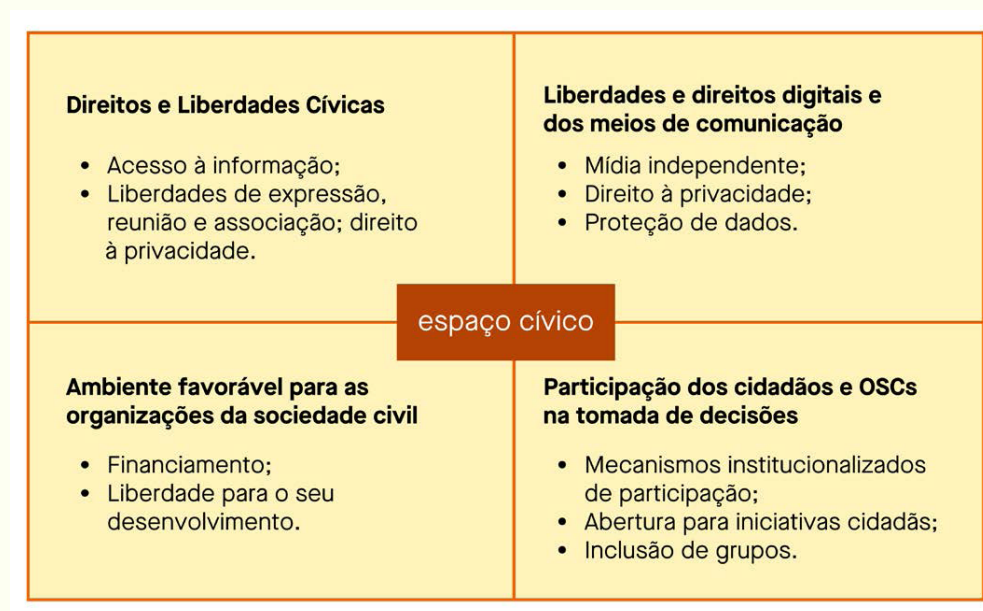 Direitos e Liberdades Cívicas
• Acesso à informação;
• Liberdades de expressão,
reunião e associação; direito
à privacidade.
Liberdades e direitos digitais e
dos meios de comunicação
• Mídia independente;
• Direito à privacidade;
• Proteção de dados.
espaço cívico
Ambiente favorável para as
organizações da sociedade civil
• Financiamento;
• Liberdade para o seu
desenvolvimento.
Participação dos cidadãos e OSCs
na tomada de decisões
• Mecanismos institucionalizados
de participação;
• Abertura para iniciativas cidadãs;
• Inclusão de grupos.